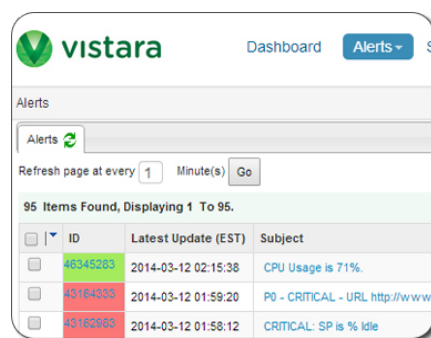 vistara
Dashboard Alerts
Alerts
Alerts
Refresh page at every 1 Minute(s) Go
95 Items Found, Displaying 1 To 95.
ID Latest Update (EST) Subject
46345283 2014-03-12 02:15:38 CPU Usage is 71%.
43184333 2014-03-12 01:59:20 P0 - CRITICAL - URL http://www
43162983 2014-03-12 01:58:12 CRITICAL: SP is % Idle